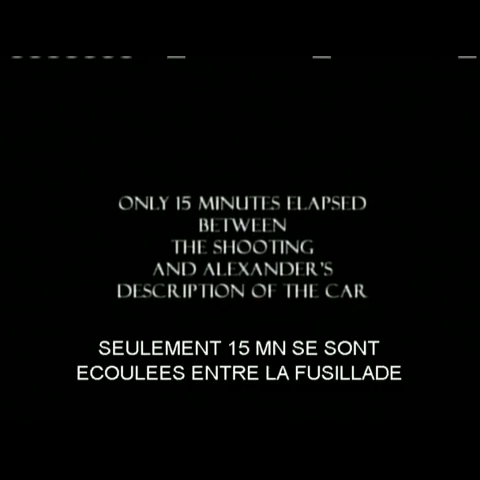 ONLY 15 MINUTES ELAPSED
BETWEEN
THE SHOOTING
AND ALEXANDER'S
DESCRIPTION OF THE CAR
SEULEMENT 15 MN SE SONT
ECOULEES ENTRE LA FUSILLADE